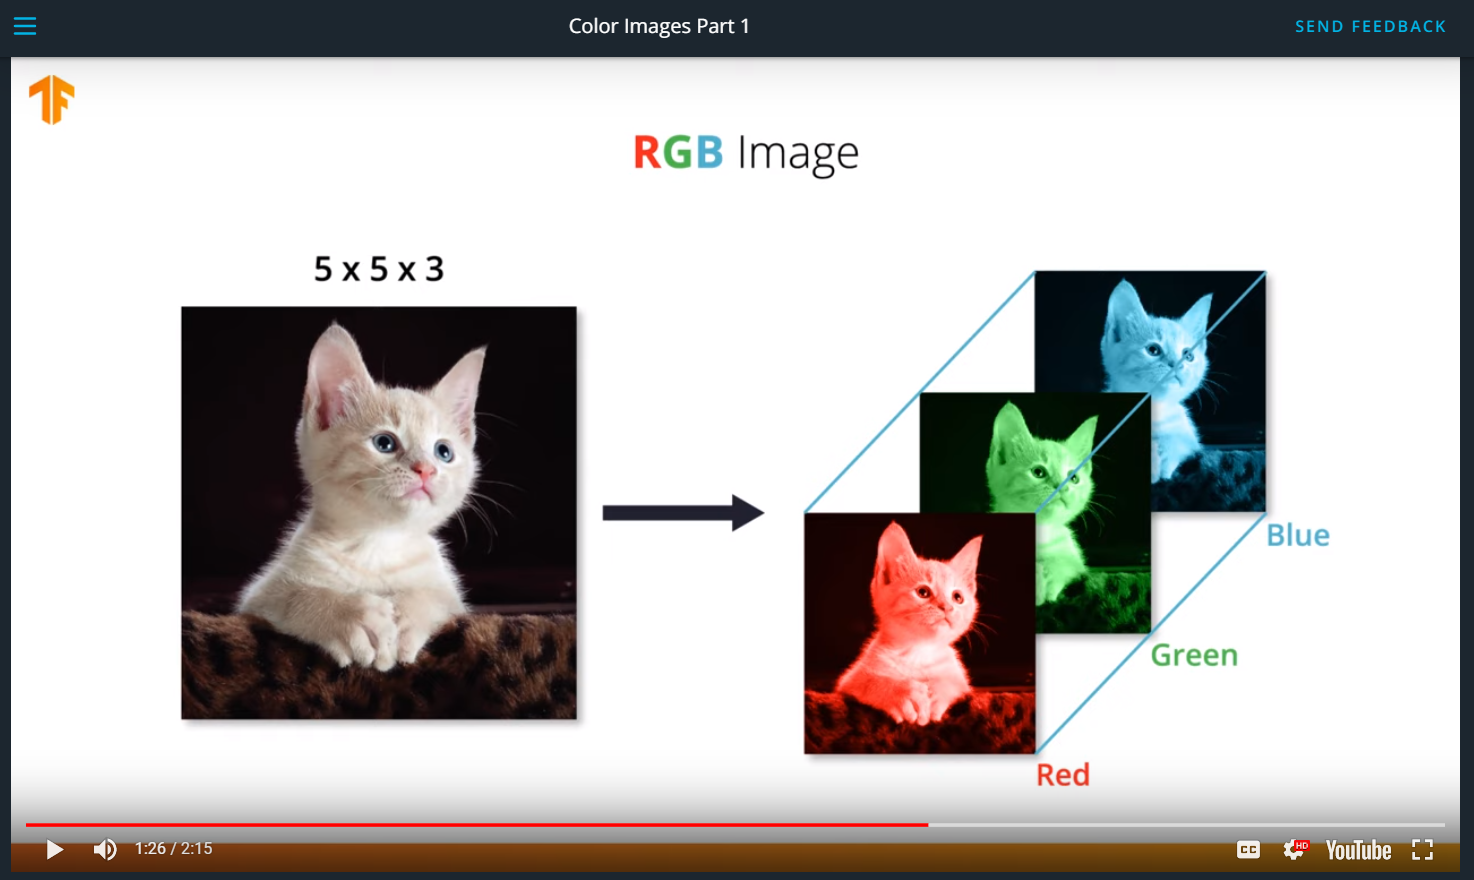 Color Images Part 1
SEND FEEDBACK
RGB Image
5 x 5 x 3
Blue
Green
Red
1:26 / 2:15
CC
HD
YouTube